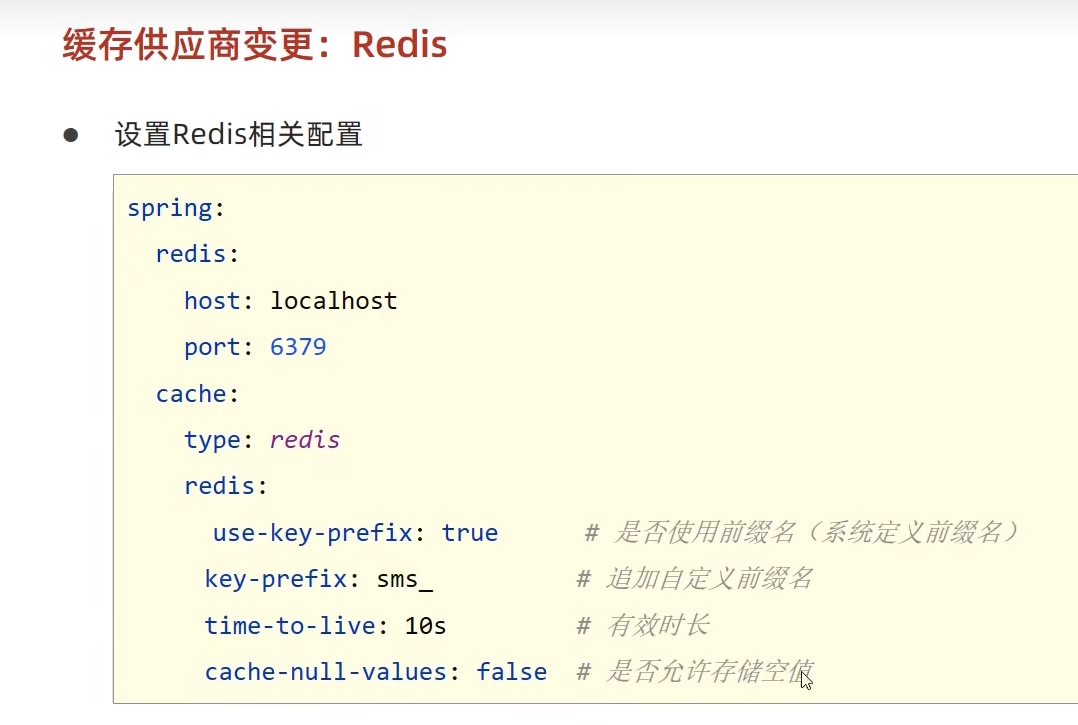 缓存供应商变更：Redis
● 设置Redis相关配置
spring:
  redis:
    host: localhost
    port: 6379
  cache:
    type: redis
    redis:
      use-key-prefix: true      # 是否使用前缀名（系统定义前缀名）
      key-prefix: sms_          # 追加自定义前缀名
      time-to-live: 10s         # 有效时长
      cache-null-values: false  # 是否允许存储空值